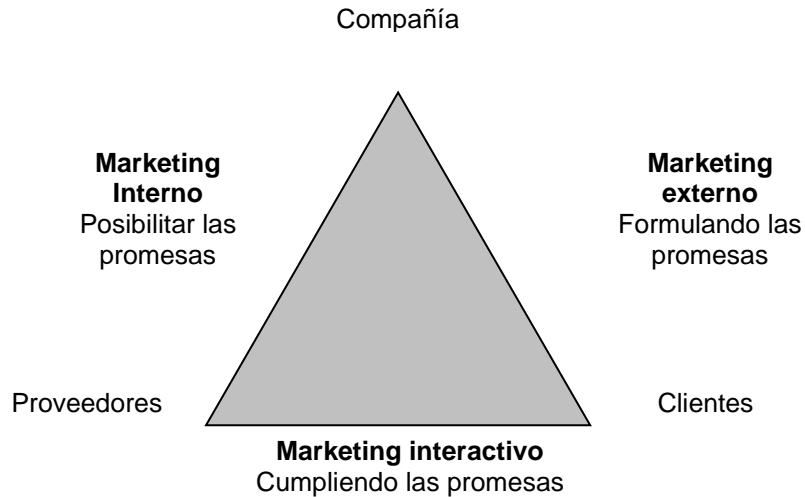 Compañía
Marketing
Interno
Posibilitar las
promesas
Marketing
externo
Formulando las
promesas
Proveedores
Clientes
Marketing interactivo
Cumpliendo las promesas